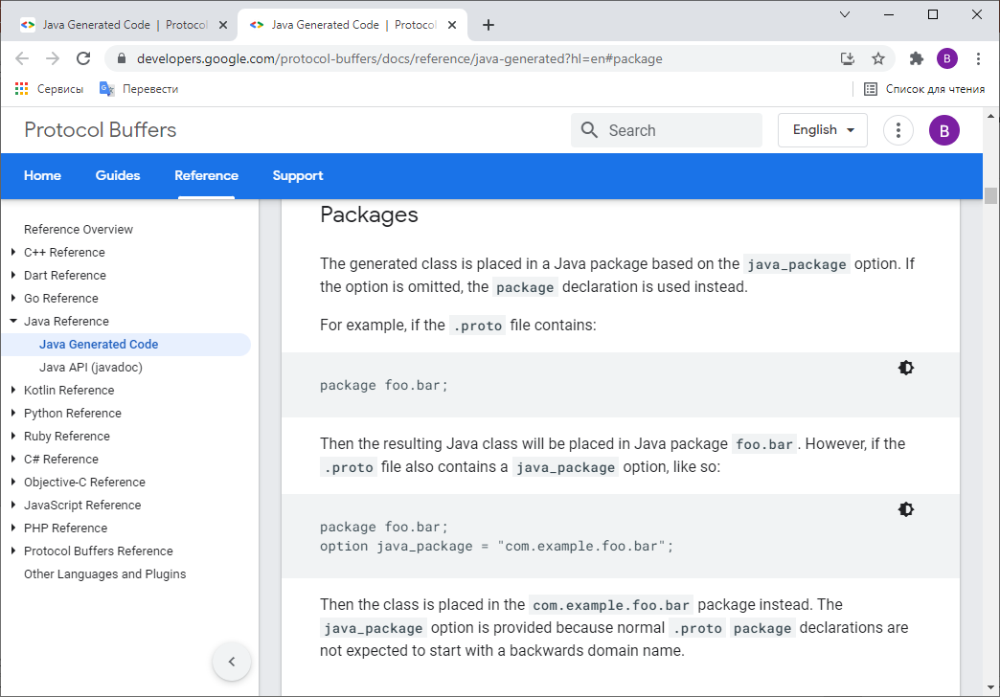 Java Generated Code | Protocol
Java Generated Code | Protocol
developers.google.com/protocol-buffers/docs/reference/java-generated?hl=en#package
B
Сервисы
Перевести
Список для чтения
Protocol Buffers
Search
English
B
Home
Guides
Reference
Support
Reference Overview
C++ Reference
Dart Reference
Go Reference
Java Reference
Java Generated Code
Java API (javadoc)
Kotlin Reference
Python Reference
Ruby Reference
C# Reference
Objective-C Reference
JavaScript Reference
PHP Reference
Protocol Buffers Reference
Other Languages and Plugins
Packages
The generated class is placed in a Java package based on the java_package option. If
the option is omitted, the package declaration is used instead.
For example, if the .proto file contains:
package foo.bar;
Then the resulting Java class will be placed in Java package foo.bar. However, if the
.proto file also contains a java_package option, like so:
package foo.bar;
option java_package = "com.example.foo.bar";
Then the class is placed in the com.example.foo.bar package instead. The
java_package option is provided because normal .proto package declarations are
not expected to start with a backwards domain name.